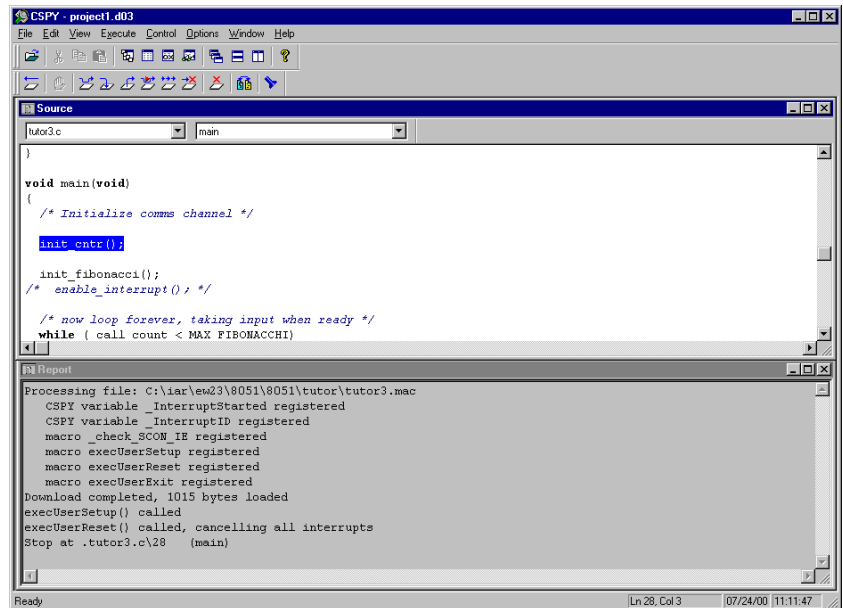 CSPY - project1.d03
File Edit View Execute Control Options Window Help
Source
tutor3.c main
}
void main(void)
{
/* Initialize comms channel */
init_cntr();
init_fibonacci();
/* enable_interrupt(); */
/* now loop forever, taking input when ready */
while ( call_count < MAX_FIBONACCHI)
Report
Processing file: C:\iar\ew23\8051\8051\tutor\tutor3.mac
CSPY variable _InterruptStarted registered
CSPY variable _InterruptID registered
macro _check_SCON_IE registered
macro execUserSetup registered
macro execUserReset registered
macro execUserExit registered
Download completed, 1015 bytes loaded
execUserSetup() called
execUserReset() called, cancelling all interrupts
Stop at .tutor3.c\28 (main)
Ready Ln 28, Col 3 07/24/00 11:11:47